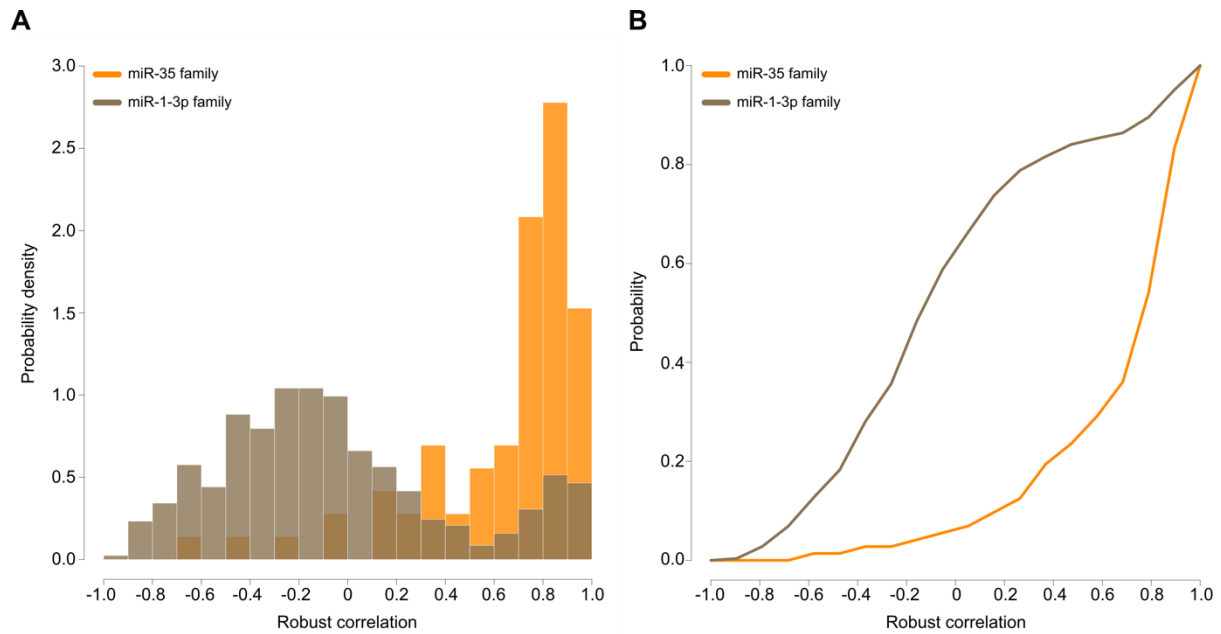 A
3.0
miR-35 family
miR-1-3p family
2.5
2.0
1.5
1.0
0.5
0.0
Probability density
-1.0 -0.8 -0.6 -0.4 -0.2 0 0.2 0.4 0.6 0.8 1.0
Robust correlation
B
1.0
miR-35 family
miR-1-3p family
0.8
0.6
0.4
0.2
0.0
Probability
-1.0 -0.8 -0.6 -0.4 -0.2 0 0.2 0.4 0.6 0.8 1.0
Robust correlation